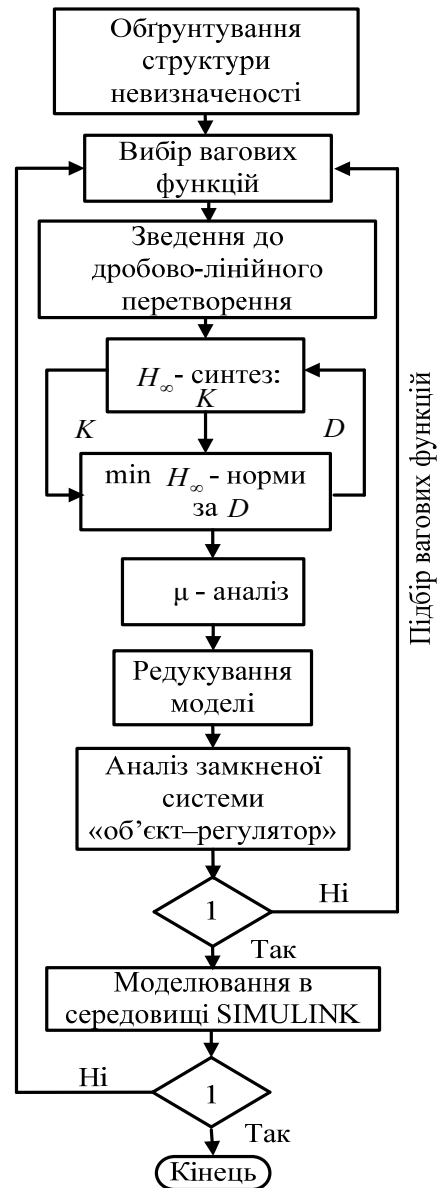 Обґрунтування
структури
невизначеності
Вибір вагових
функцій
Зведення до
дробово-лінійного
перетворення
H∞- синтез:
K
K
D
min H∞- норми
за D
μ - аналіз
Редукування
моделі
Аналіз замкненої
системи
«об’єкт–регулятор»
1
Ні
Так
Моделювання в
середовищі SIMULINK
Ні
1
Так
Кінець
Підбір вагових функцій